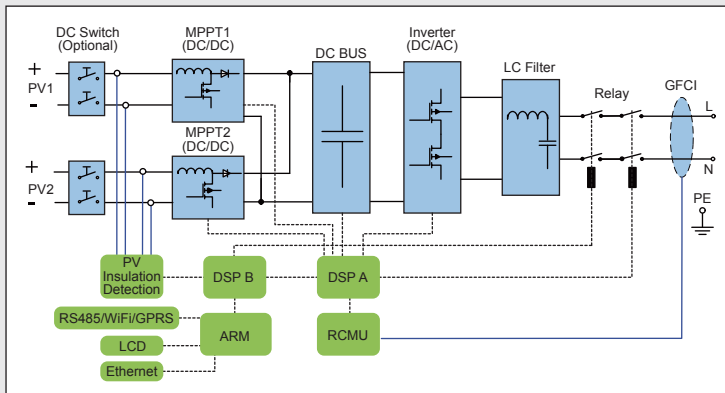 DC Switch
(Optional)
MPPT1
(DC/DC)
DC BUS
Inverter
(DC/AC)
LC Filter
Relay
GFCI
+
PV1
-
L
N
MPPT2
(DC/DC)
+
PV2
-
PE
PV
Insulation
Detection
DSP B
DSP A
RS485/WiFi/GPRS
ARM
RCMU
LCD
Ethernet